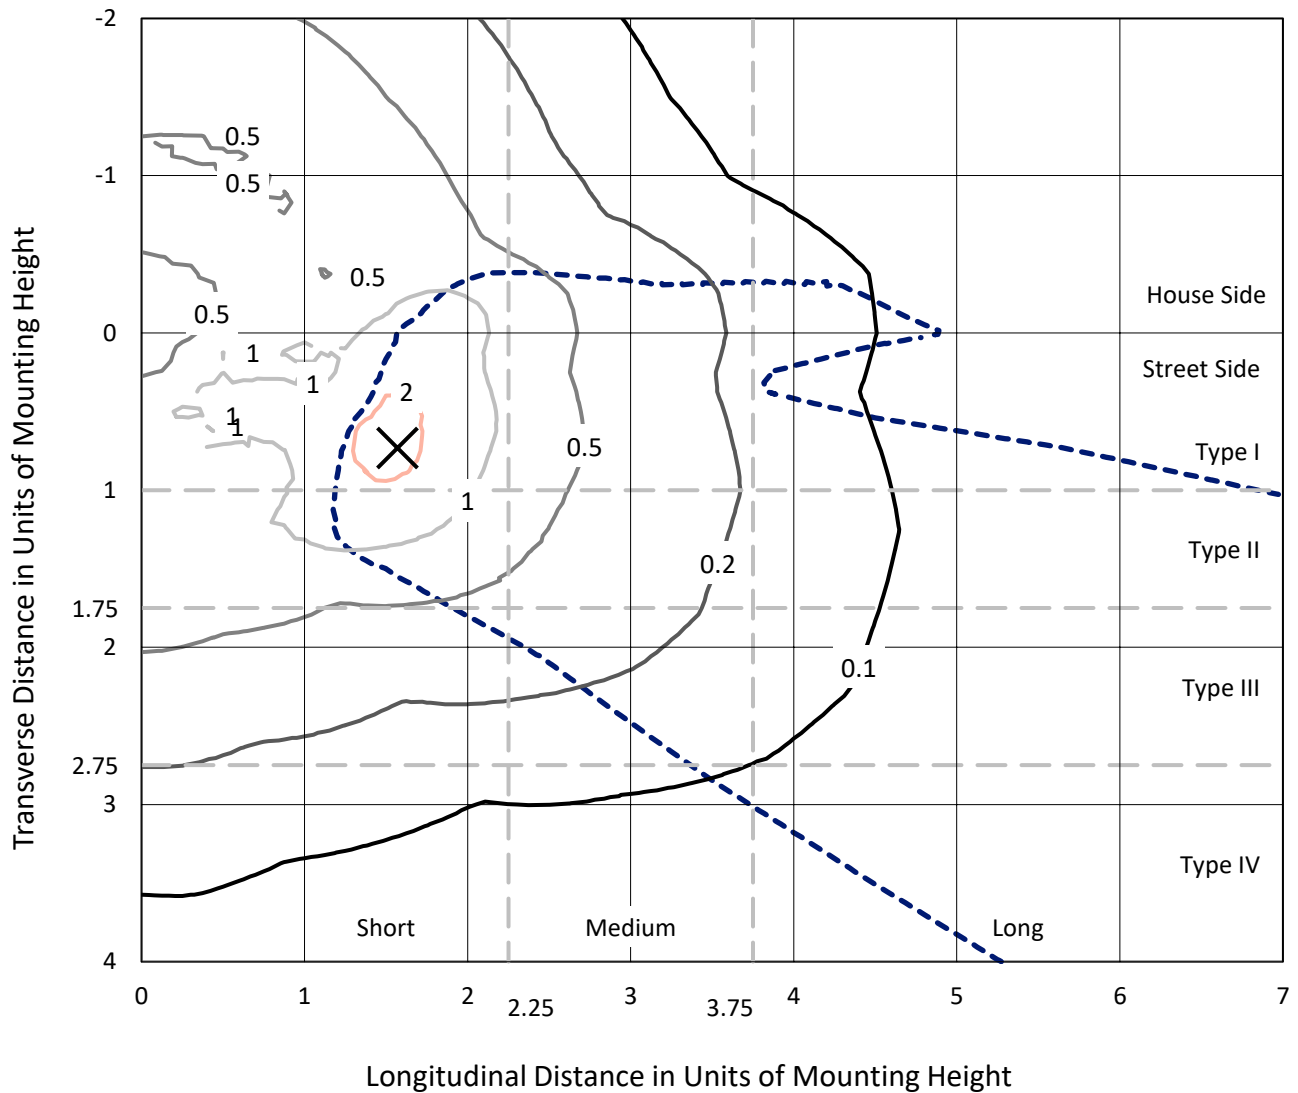 -2
0.5
-1
0.5
0.5
House Side
0.5
0
1
Street Side
1
2
1
1
0.5
Type I
1
1
Type II
0.2
1.75
2
0.1
Type III
2.75
3
Type IV
Short
Medium
Long
4
0
1
2
2.25
3
3.75
4
5
6
7
Transverse Distance in Units of Mounting Height
Longitudinal Distance in Units of Mounting Height